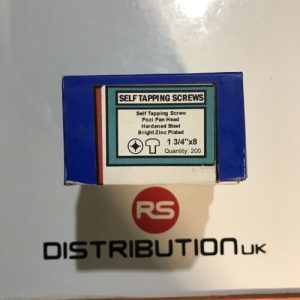 SELF TAPPING SCREWS
Self Tapping Screw
Pozi Pan Head
Hardened Steel
Bright Zinc Plated
1 3/4"x8
Quantity: 200
RS
DISTRIBUTION UK